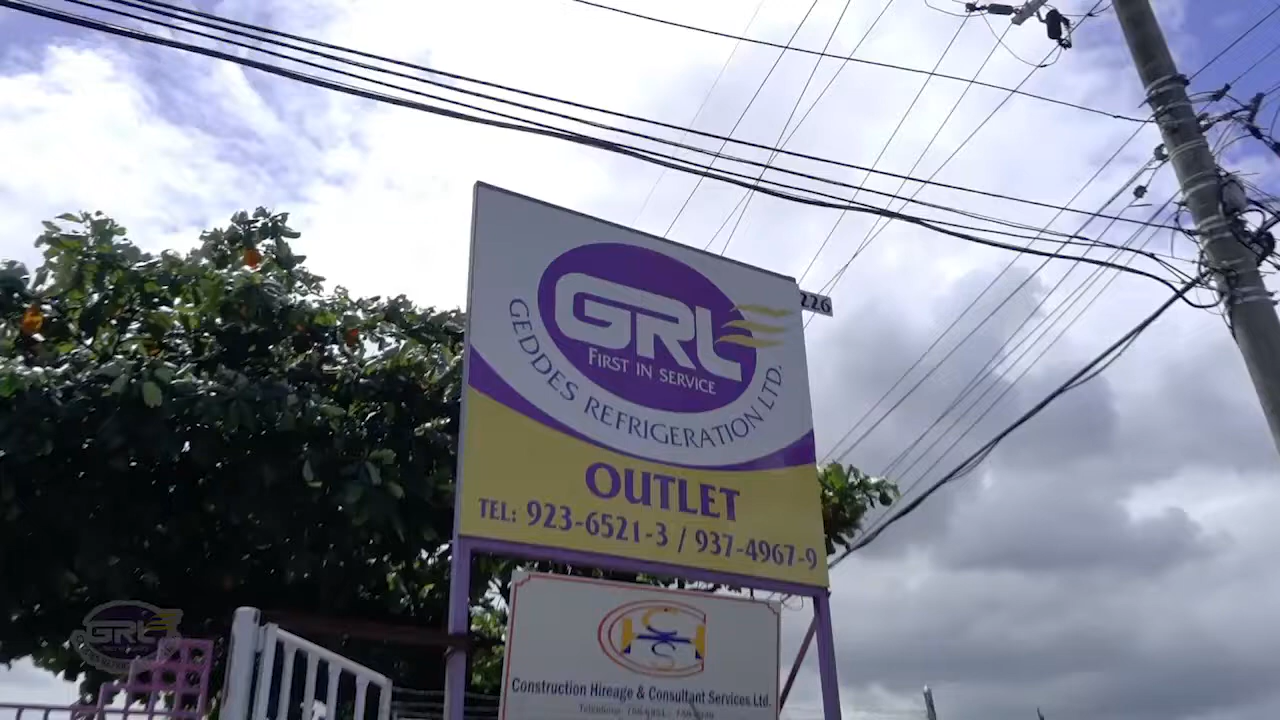 226
GRL
FIRST IN SERVICE
GEDDES REFRIGERATION LTD.
OUTLET
TEL: 923-6521-3 / 937-4967-9
Construction Hireage & Consultant Services Ltd.
GRL